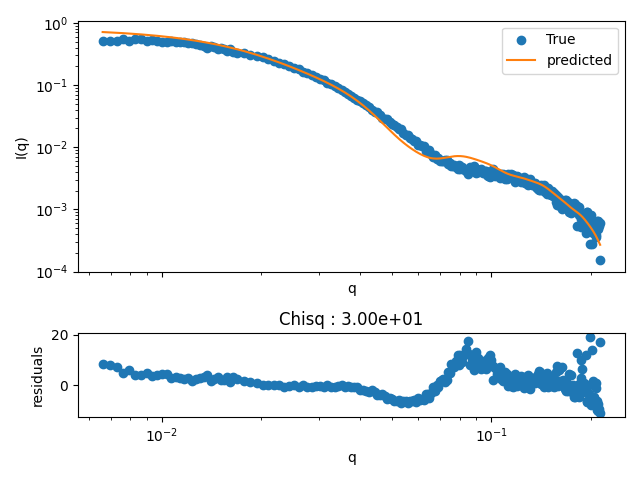 10⁰
10⁻¹
10⁻²
10⁻³
10⁻⁴
I(q)
True
predicted
q
Chisq : 3.00e+01
20
0
residuals
10⁻²
10⁻¹
q